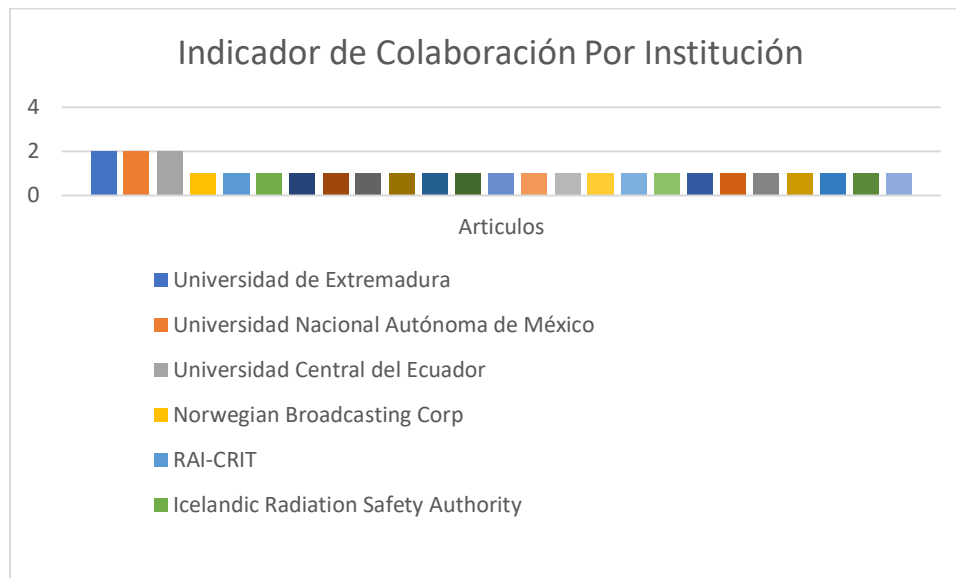 Indicador de Colaboración Por Institución
4
2
0
Articulos
Universidad de Extremadura
Universidad Nacional Autónoma de México
Universidad Central del Ecuador
Norwegian Broadcasting Corp
RAI-CRIT
Icelandic Radiation Safety Authority